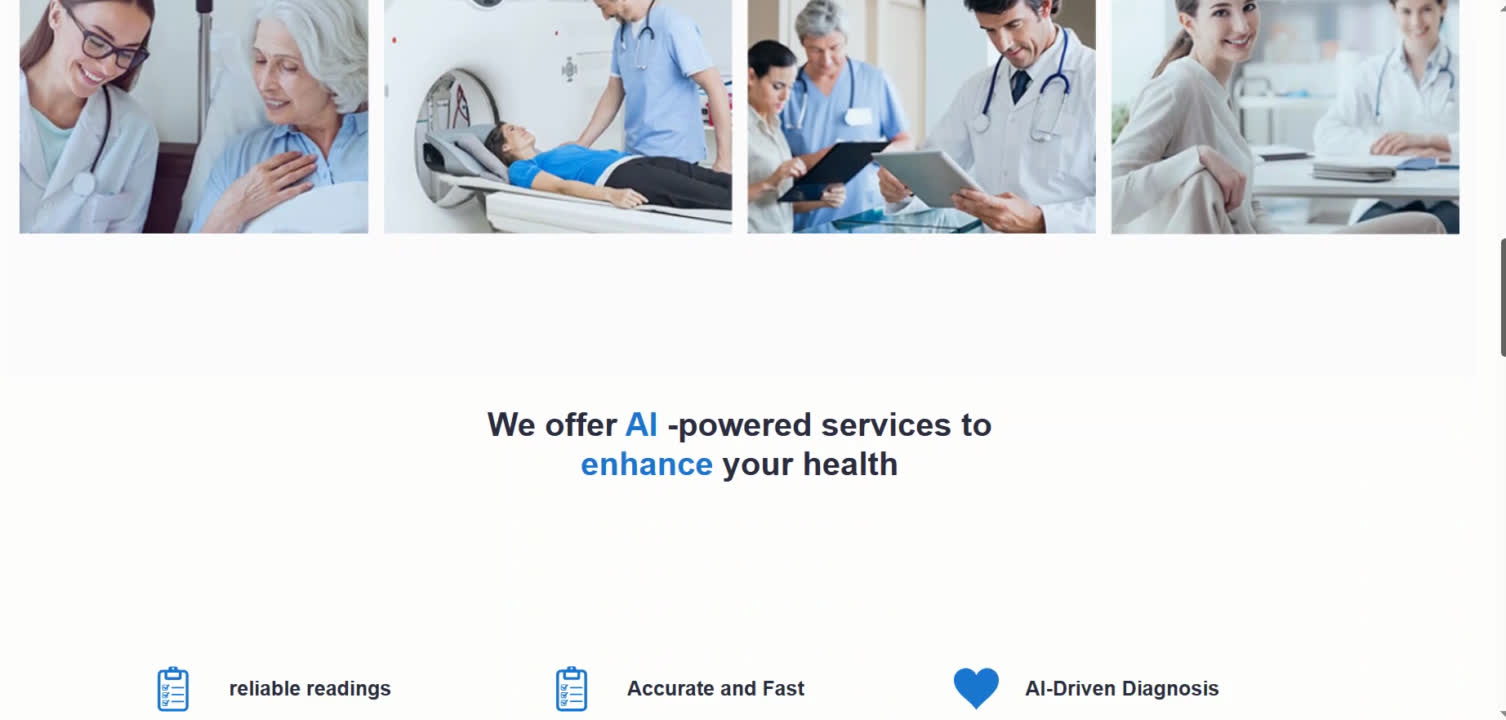 We offer AI -powered services to
enhance your health
reliable readings
Accurate and Fast
AI-Driven Diagnosis